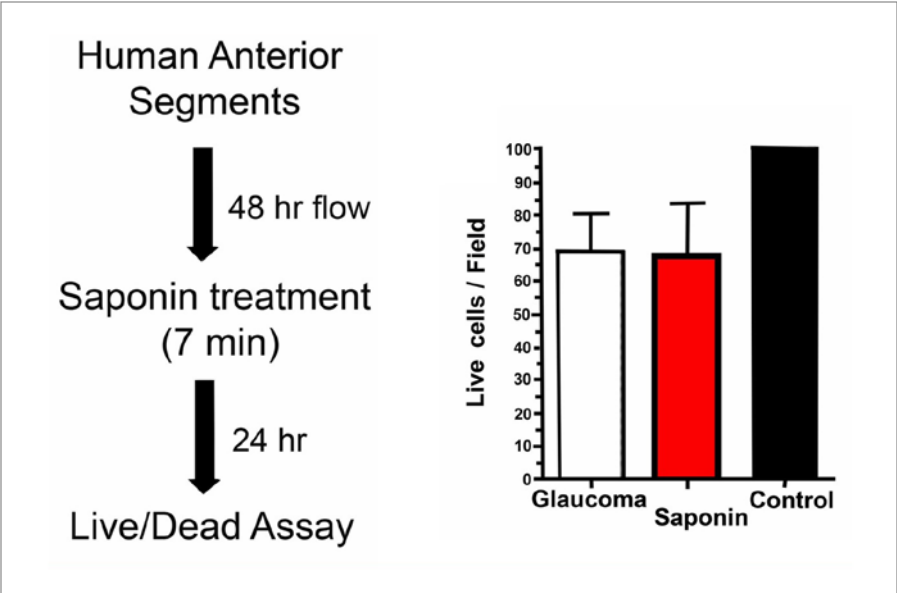 Human Anterior
Segments
48 hr flow
Saponin treatment
(7 min)
24 hr
Live/Dead Assay
Live cells / Field
100
90
80
70
60
50
40
30
20
10
0
Glaucoma
Saponin
Control